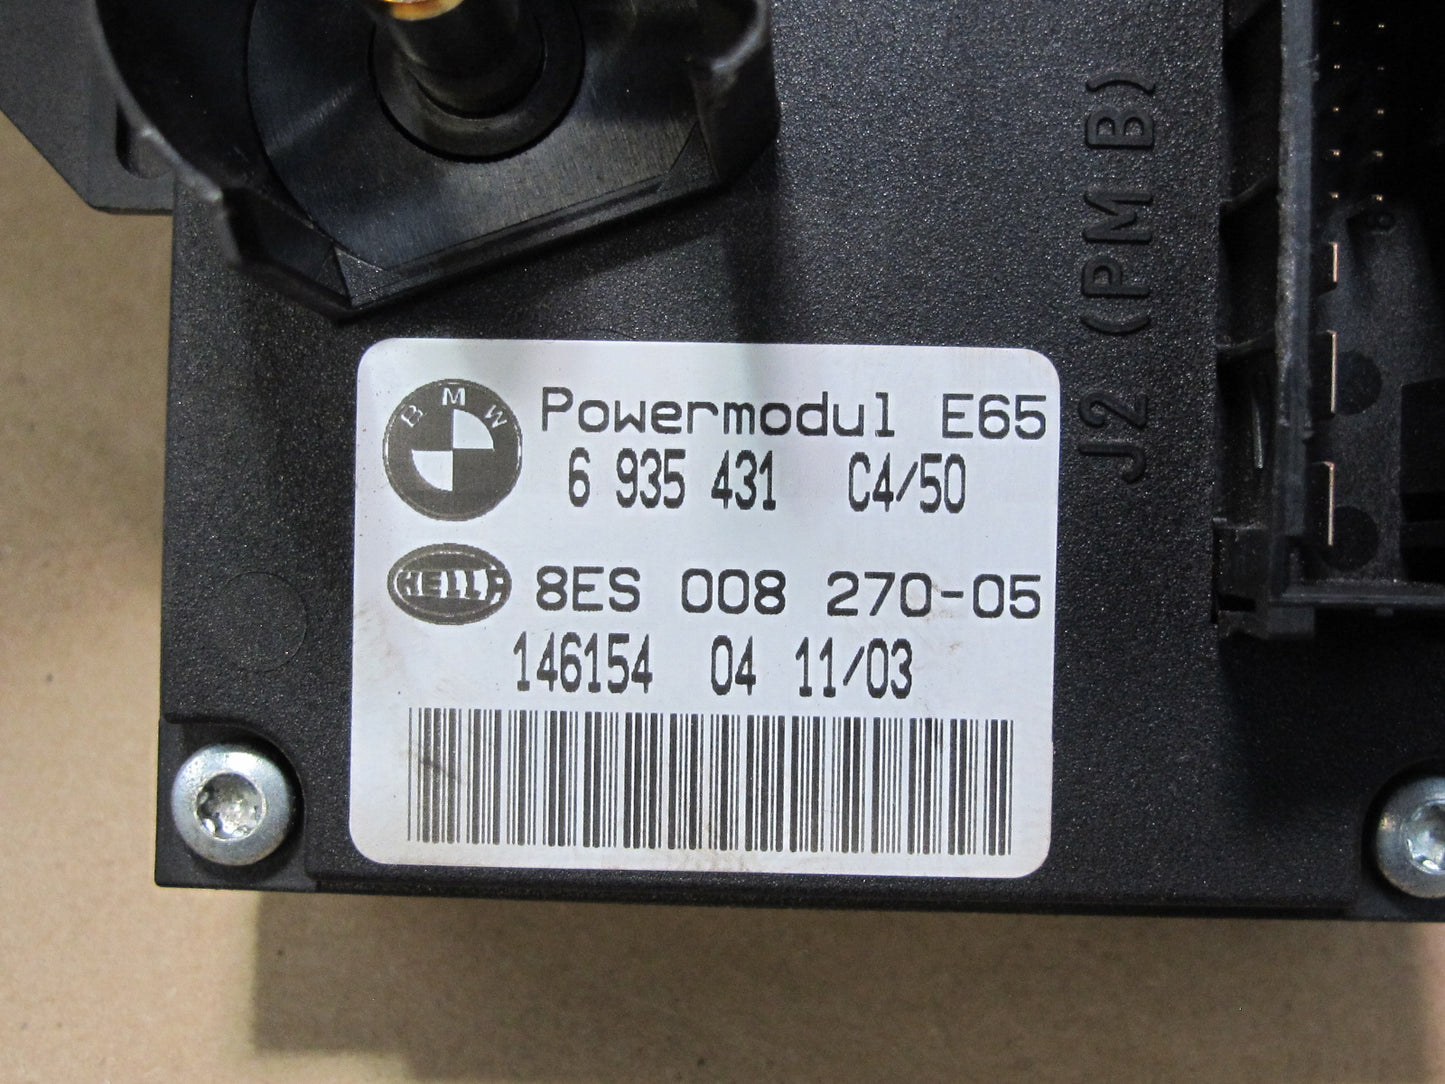 BMW
Powermodul E65
6 935 431 C4/50
HELLA
8ES 008 270-05
146154 04 11/03
J2 (PM B)